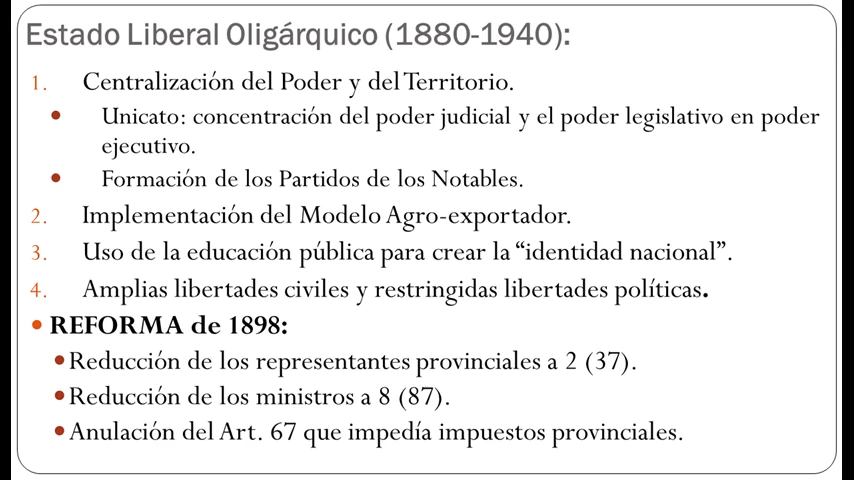 Estado Liberal Oligárquico (1880-1940):
1. Centralización del Poder y del Territorio.
• Unicato: concentración del poder judicial y el poder legislativo en poder
ejecutivo.
• Formación de los Partidos de los Notables.
2. Implementación del Modelo Agro-exportador.
3. Uso de la educación pública para crear la “identidad nacional”.
4. Amplias libertades civiles y restringidas libertades políticas.
• REFORMA de 1898:
• Reducción de los representantes provinciales a 2 (37).
• Reducción de los ministros a 8 (87).
• Anulación del Art. 67 que impedía impuestos provinciales.